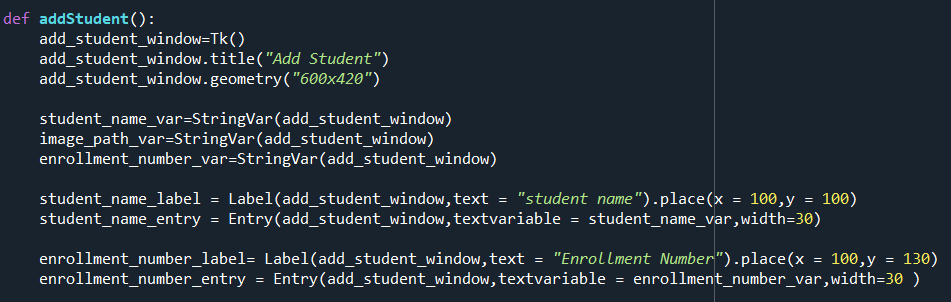 def addStudent():
    add_student_window=Tk()
    add_student_window.title("Add Student")
    add_student_window.geometry("600x420")

    student_name_var=StringVar(add_student_window)
    image_path_var=StringVar(add_student_window)
    enrollment_number_var=StringVar(add_student_window)

    student_name_label = Label(add_student_window,text = "student name").place(x = 100,y = 100)
    student_name_entry = Entry(add_student_window,textvariable = student_name_var,width=30)

    enrollment_number_label= Label(add_student_window,text = "Enrollment Number").place(x = 100,y = 130)
    enrollment_number_entry = Entry(add_student_window,textvariable = enrollment_number_var,width=30 )